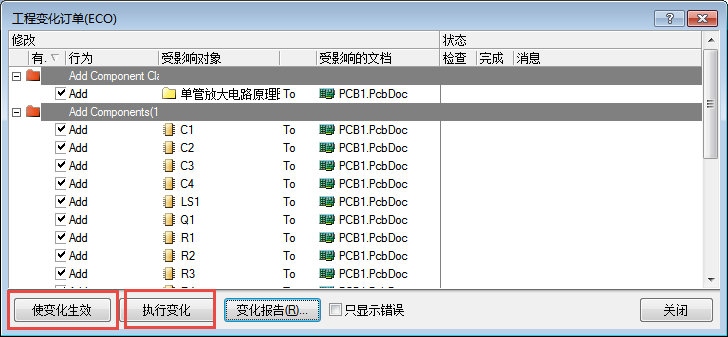 工程变化订单(ECO)
修改 状态
有. 行为 受影响对象 受影响的文档 检查 完成 消息
Add Component Cla
Add 单管放大电路原理 To PCB1.PcbDoc
Add Components(1
Add C1 To PCB1.PcbDoc
Add C2 To PCB1.PcbDoc
Add C3 To PCB1.PcbDoc
Add C4 To PCB1.PcbDoc
Add LS1 To PCB1.PcbDoc
Add Q1 To PCB1.PcbDoc
Add R1 To PCB1.PcbDoc
Add R2 To PCB1.PcbDoc
Add R3 To PCB1.PcbDoc
使变化生效 执行变化 变化报告(R)... 只显示错误 关闭